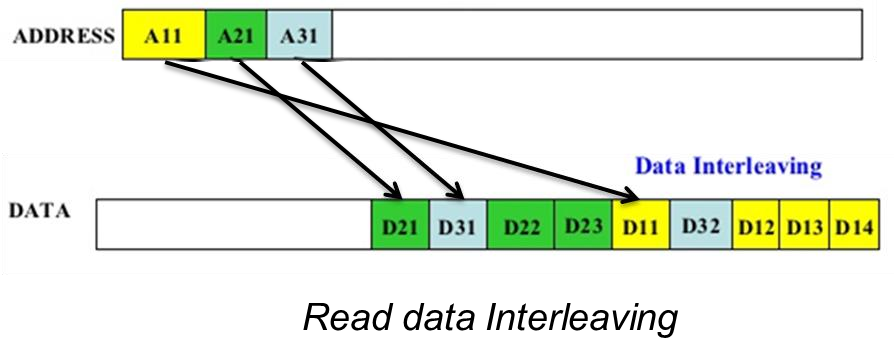 ADDRESS A11 A21 A31
Data Interleaving
DATA D21 D31 D22 D23 D11 D32 D12 D13 D14
Read data Interleaving